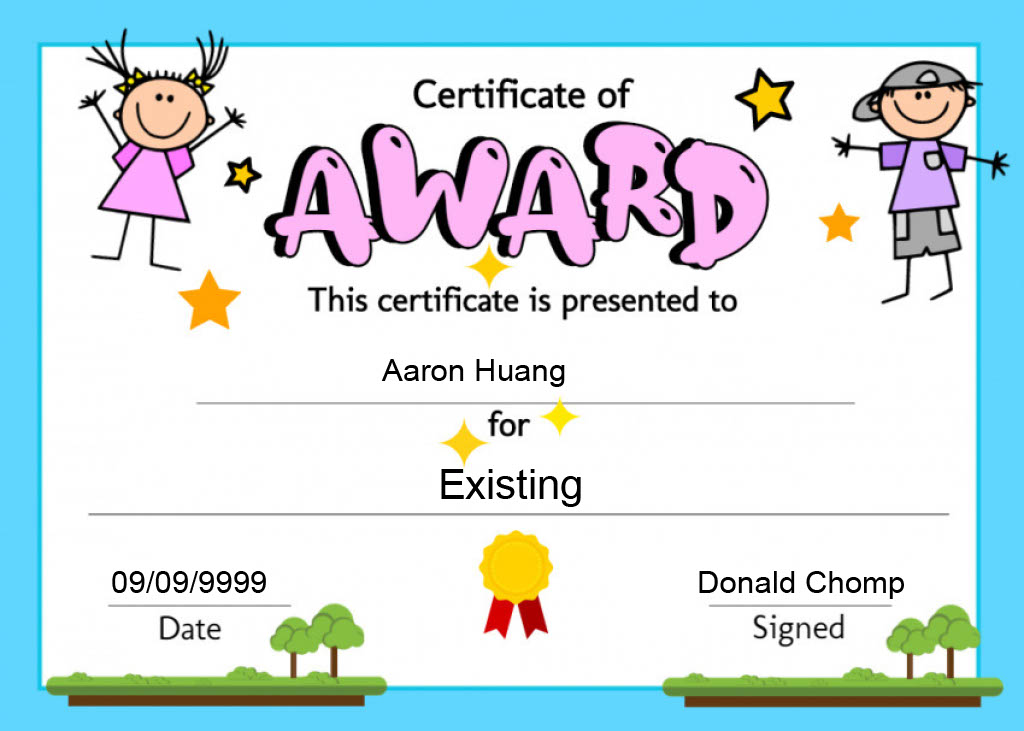 Certificate of
AWARD
This certificate is presented to
Aaron Huang
for
Existing
09/09/9999
Donald Chomp
Date
Signed